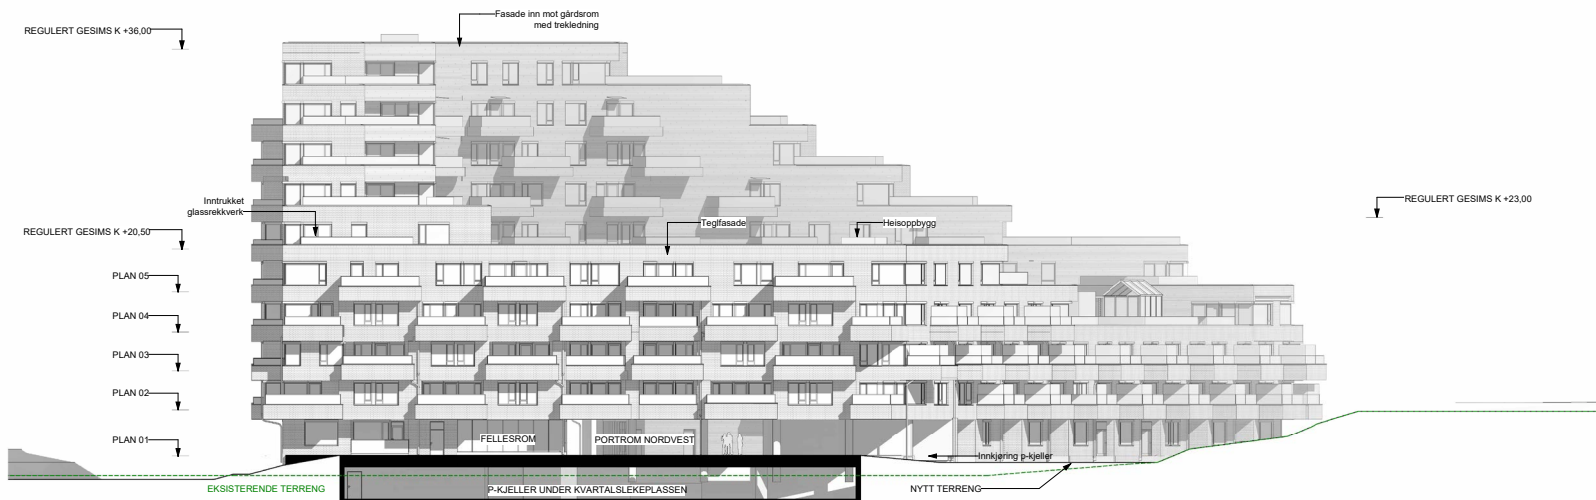 Fasade inn mot gårdsrom
med trekledning
REGULERT GESIMS K +36,00
Inntrukket
glassrekkverk
REGULERT GESIMS K +23,00
Teglfasade
Heisoppbygg
REGULERT GESIMS K +20,50
PLAN 05
PLAN 04
PLAN 03
PLAN 02
PLAN 01
FELLESROM
PORTROM NORDVEST
Innkjøring p-kjeller
EKSISTERENDE TERRENG
P-KJELLER UNDER KVARTALSLEKEPLASSEN
NYTT TERRENG